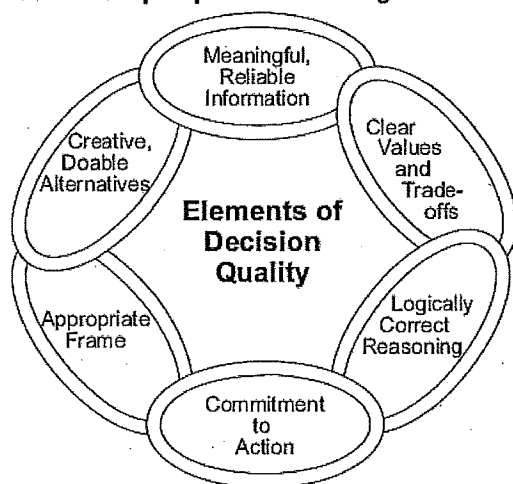 Meaningful,
Reliable
Information
Clear
Values
and
Trade-
offs
Logically
Correct
Reasoning
Commitment
to
Action
Appropriate
Frame
Creative,
Doable
Alternatives
Elements of
Decision
Quality